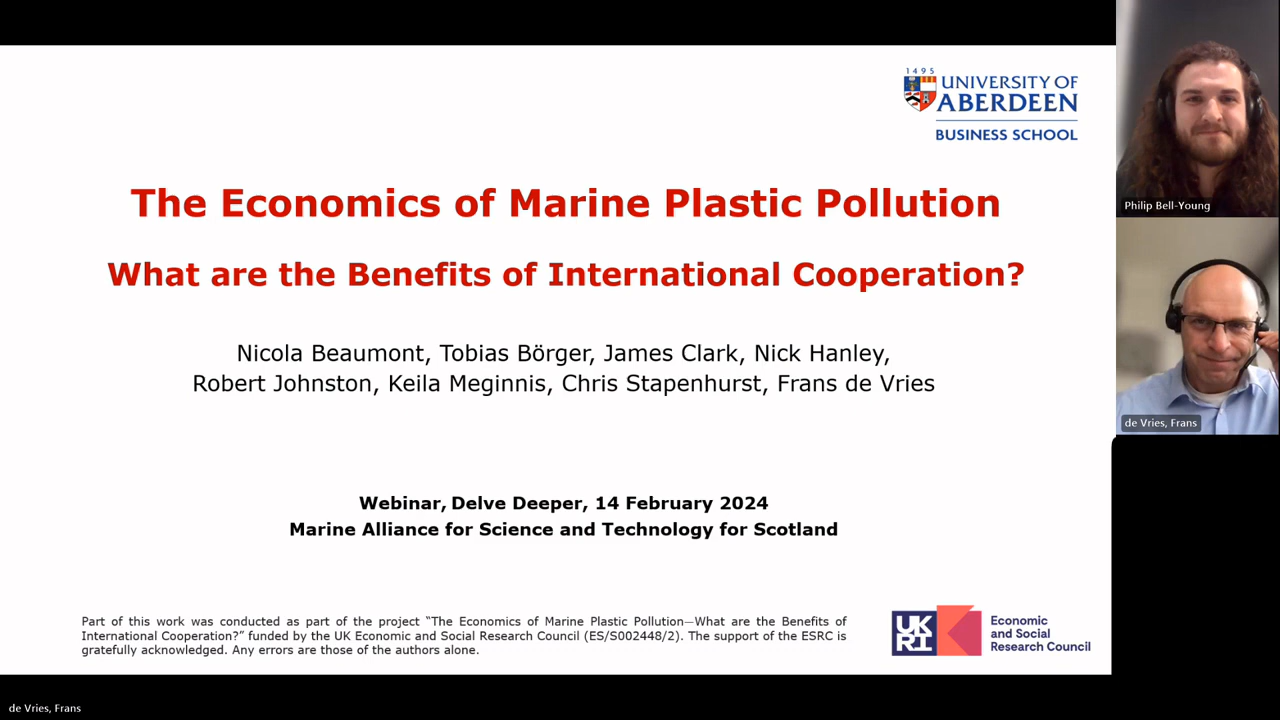 1495
UNIVERSITY OF
ABERDEEN
BUSINESS SCHOOL
The Economics of Marine Plastic Pollution
What are the Benefits of International Cooperation?
Nicola Beaumont, Tobias Börger, James Clark, Nick Hanley,
Robert Johnston, Keila Meginnis, Chris Stapenhurst, Frans de Vries
Webinar, Delve Deeper, 14 February 2024
Marine Alliance for Science and Technology for Scotland
Part of this work was conducted as part of the project “The Economics of Marine Plastic Pollution—What are the Benefits of
International Cooperation?” funded by the UK Economic and Social Research Council (ES/S002448/2). The support of the ESRC is
gratefully acknowledged. Any errors are those of the authors alone.
UK
RI
Economic
and Social
Research Council
Philip Bell-Young
de Vries, Frans
de Vries, Frans